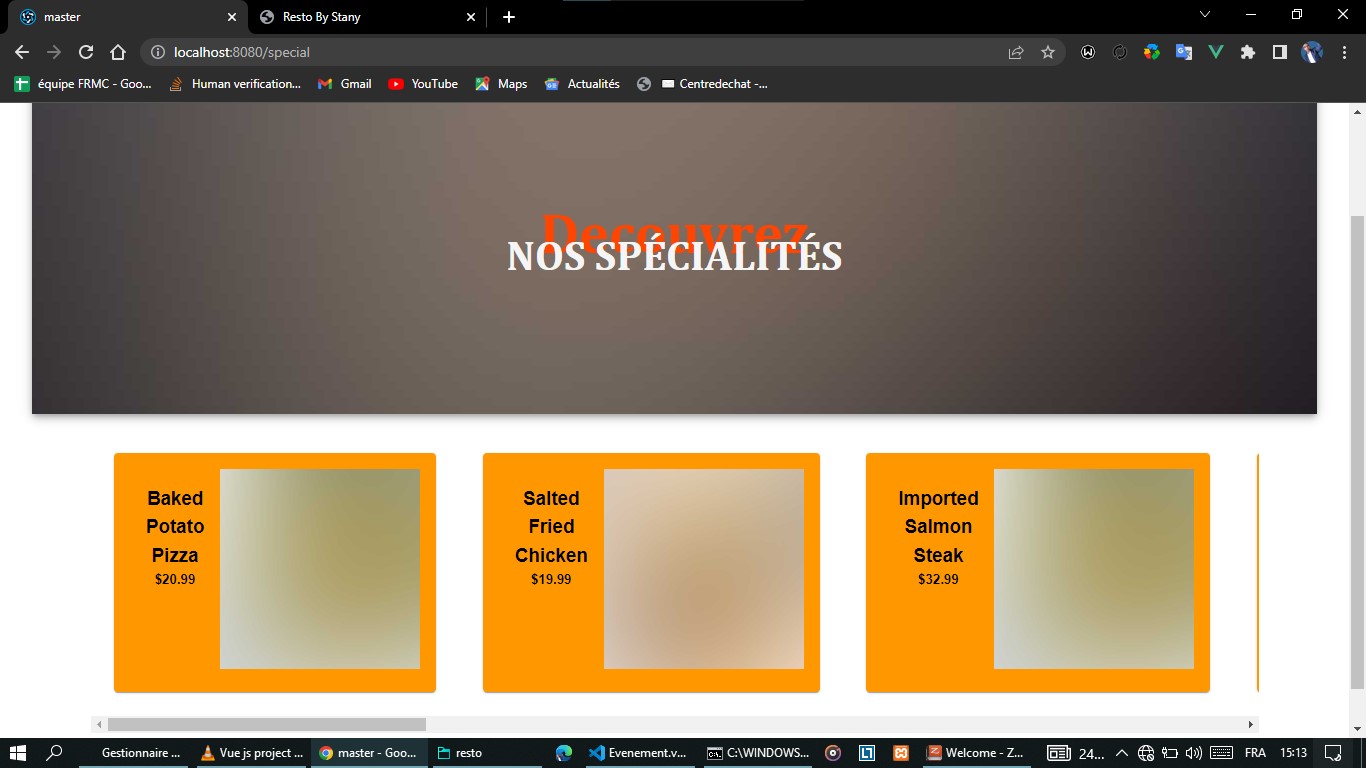 master
Resto By Stany
localhost:8080/special
équipe FRMC - Goo...
Human verification...
Gmail
YouTube
Maps
Actualités
Centredechat -...
Decouvrez
NOS SPÉCIALITÉS
Baked
Potato
Pizza
$20.99
Salted
Fried
Chicken
$19.99
Imported
Salmon
Steak
$32.99
Gestionnaire ...
Vue js project ...
master - Goo...
resto
Evenement.v...
C:\WINDOWS...
Welcome - Z...
24...
FRA
15:13